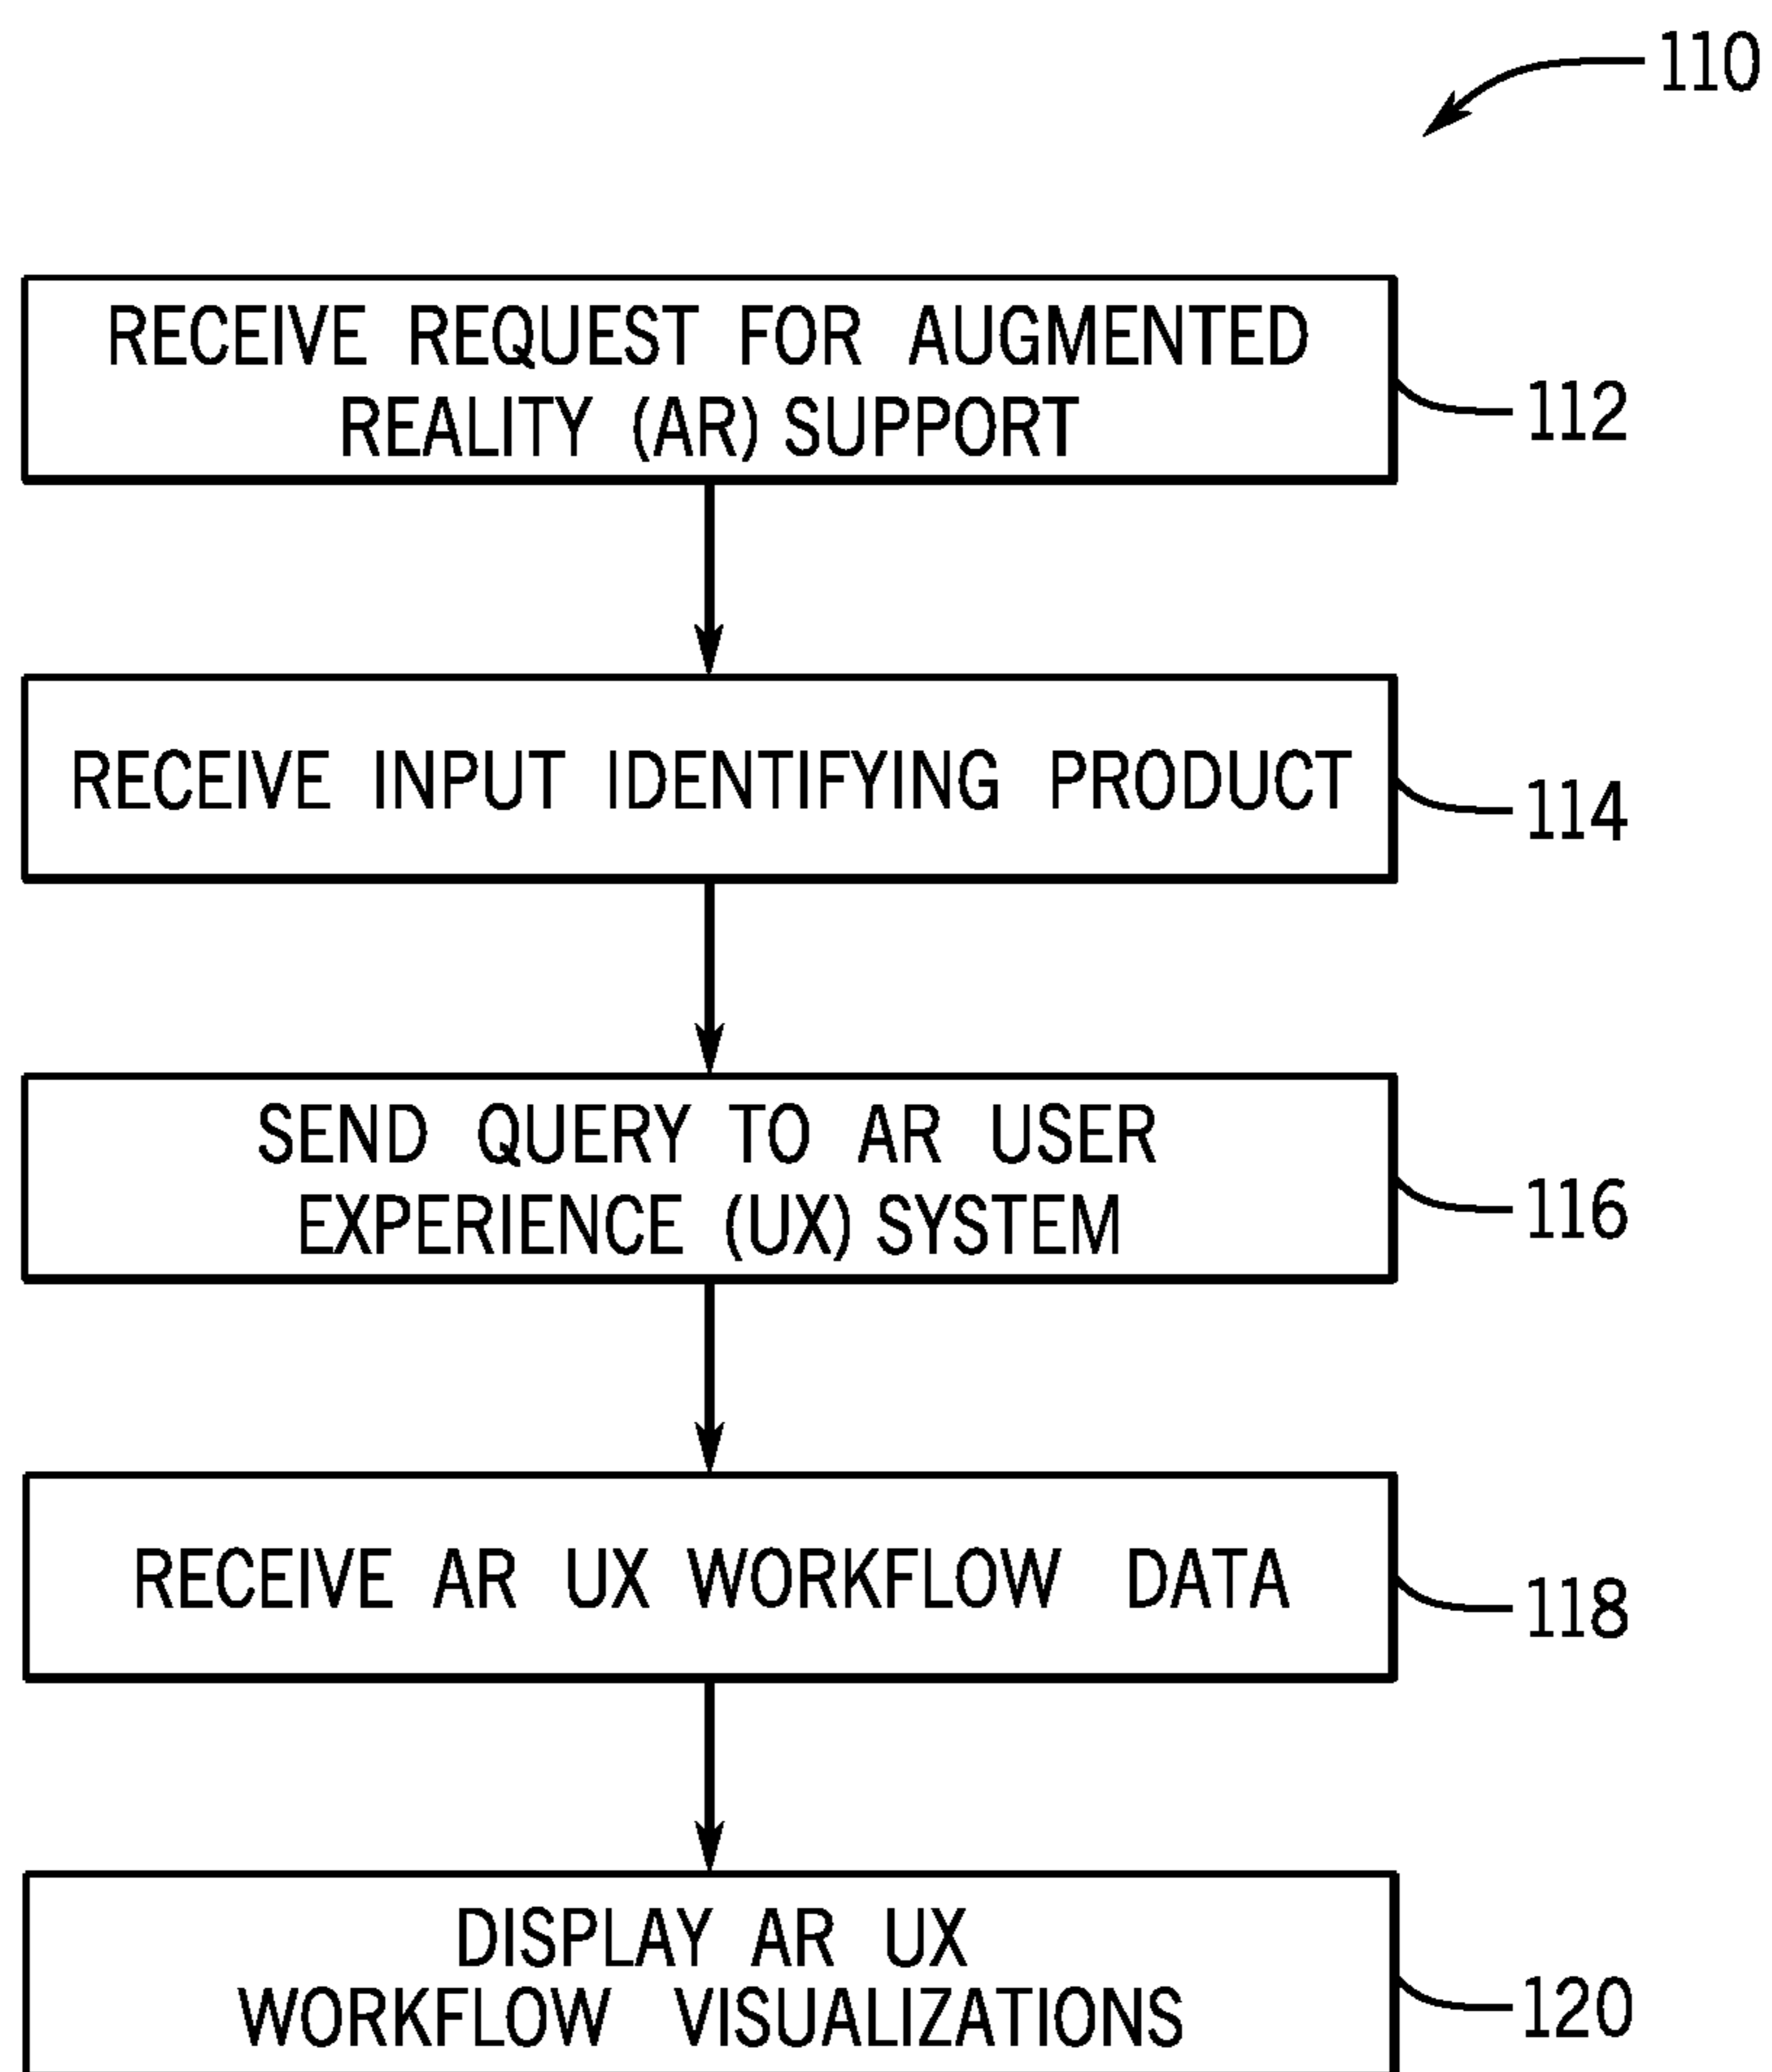 110
RECEIVE REQUEST FOR AUGMENTED
REALITY (AR) SUPPORT
112
RECEIVE INPUT IDENTIFYING PRODUCT
114
SEND QUERY TO AR USER
EXPERIENCE (UX) SYSTEM
116
RECEIVE AR UX WORKFLOW DATA
118
DISPLAY AR UX
WORKFLOW VISUALIZATIONS
120